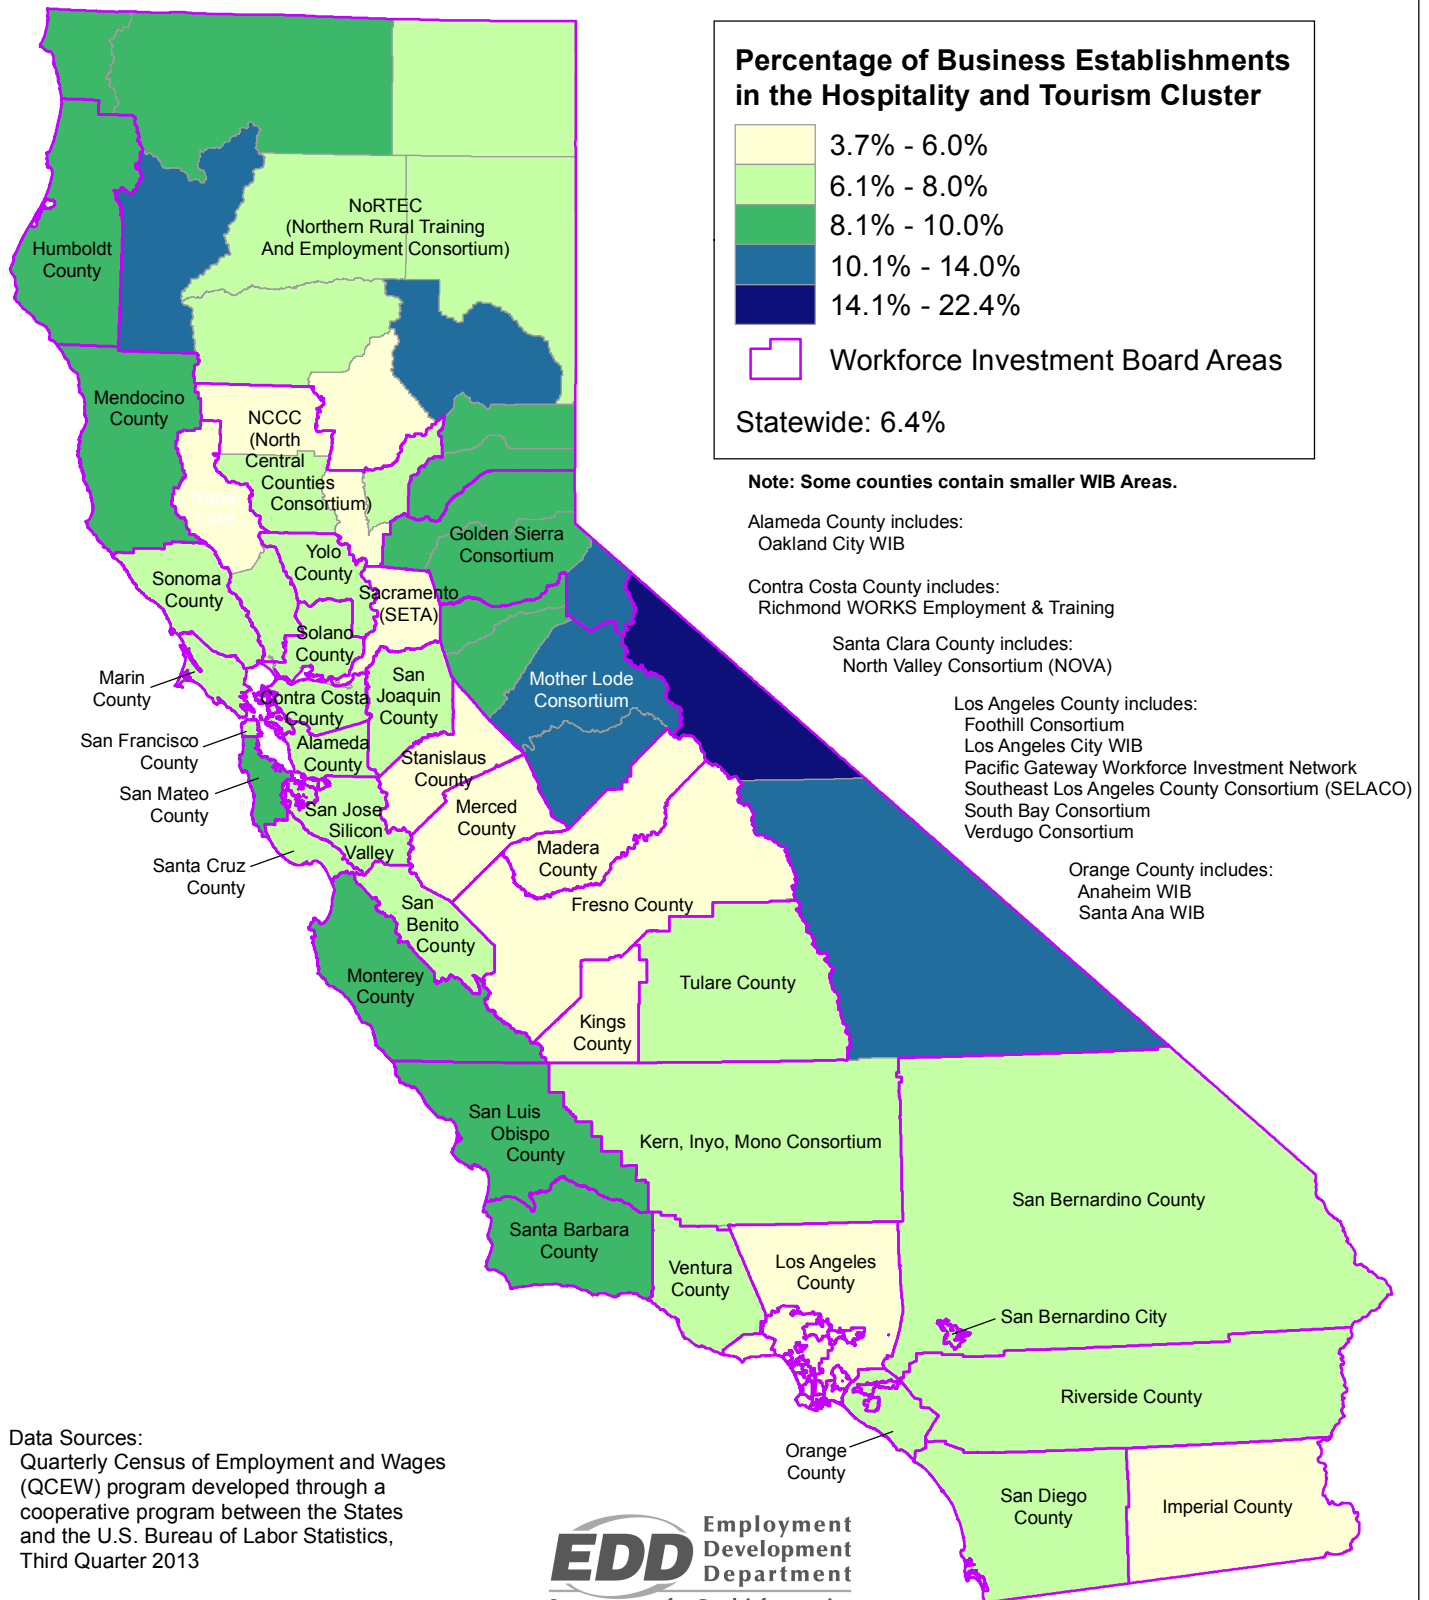 Percentage of Business Establishments
in the Hospitality and Tourism Cluster
3.7% - 6.0%
6.1% - 8.0%
8.1% - 10.0%
10.1% - 14.0%
14.1% - 22.4%
Workforce Investment Board Areas
Statewide: 6.4%
Note: Some counties contain smaller WIB Areas.
Alameda County includes:
Oakland City WIB
Contra Costa County includes:
Richmond WORKS Employment & Training
Santa Clara County includes:
North Valley Consortium (NOVA)
Los Angeles County includes:
Foothill Consortium
Los Angeles City WIB
Pacific Gateway Workforce Investment Network
Southeast Los Angeles County Consortium (SELACO)
South Bay Consortium
Verdugo Consortium
Orange County includes:
Anaheim WIB
Santa Ana WIB
NoRTEC
(Northern Rural Training
And Employment Consortium)
Humboldt
County
Mendocino
County
NCCC
(North
Central
Counties
Consortium)
Napa
Lake
Golden Sierra
Consortium
Yolo
County
Sonoma
County
Sacramento
(SETA)
Solano
County
Marin
County
San
Joaquin
County
Mother Lode
Consortium
Contra Costa
County
San Francisco
County
Alameda
County
Stanislaus
County
San Mateo
County
San Jose
Silicon
Valley
Merced
County
Santa Cruz
County
Madera
County
San
Benito
County
Fresno County
Monterey
County
Tulare County
Kings
County
San Luis
Obispo
County
Kern, Inyo, Mono Consortium
San Bernardino County
Santa Barbara
County
Ventura
County
Los Angeles
County
San Bernardino City
Riverside County
Orange
County
San Diego
County
Imperial County
Data Sources:
Quarterly Census of Employment and Wages
(QCEW) program developed through a
cooperative program between the States
and the U.S. Bureau of Labor Statistics,
Third Quarter 2013
EDD
Employment
Development
Department